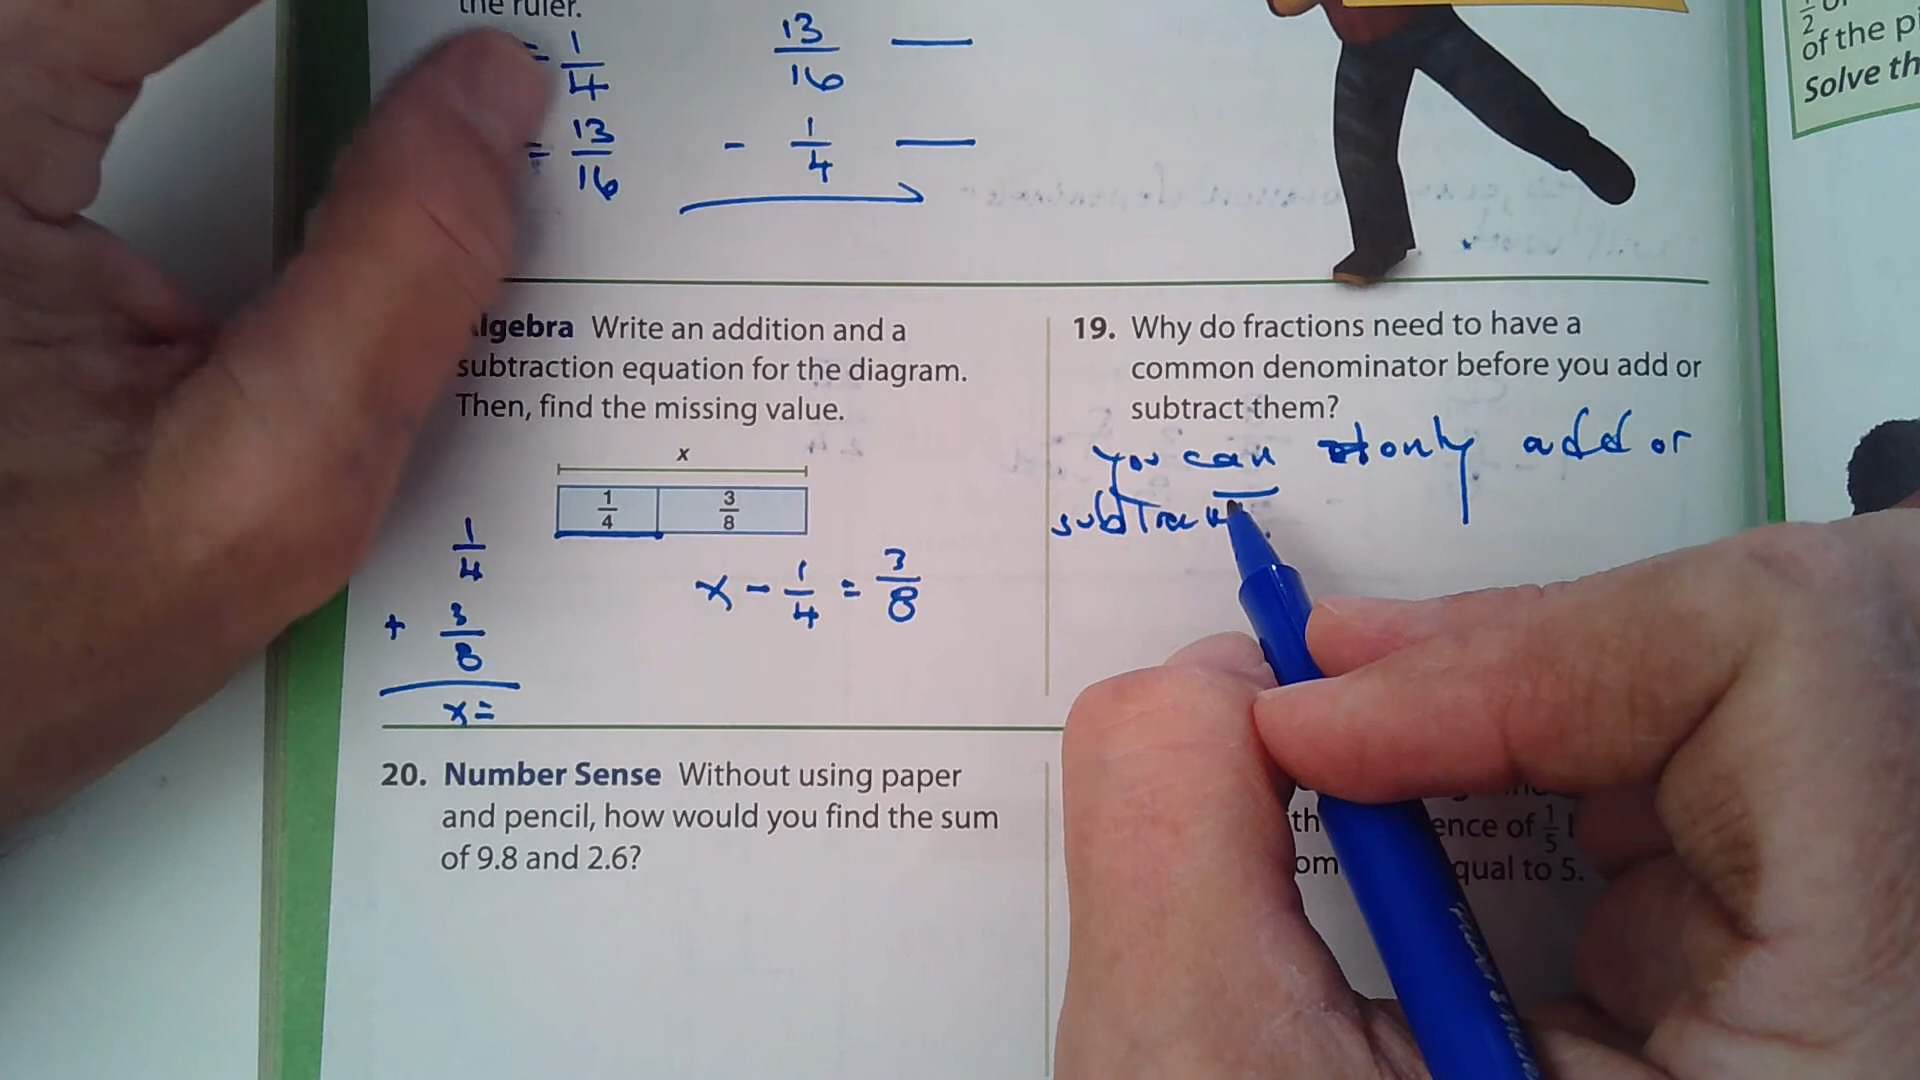 the ruler.
= 1/4
13/16
= 13/16
- 1/4
1/2 or
of the
Solve
lgebra Write an addition and a
subtraction equation for the diagram.
Then, find the missing value.
x
1/4 3/8
1/4
+ 3/8
x =
x - 1/4 = 3/8
19. Why do fractions need to have a
common denominator before you add or
subtract them?
you can only add or
subtract
20. Number Sense Without using paper
and pencil, how would you find the sum
of 9.8 and 2.6?
ence of 1/5
qual to 5.